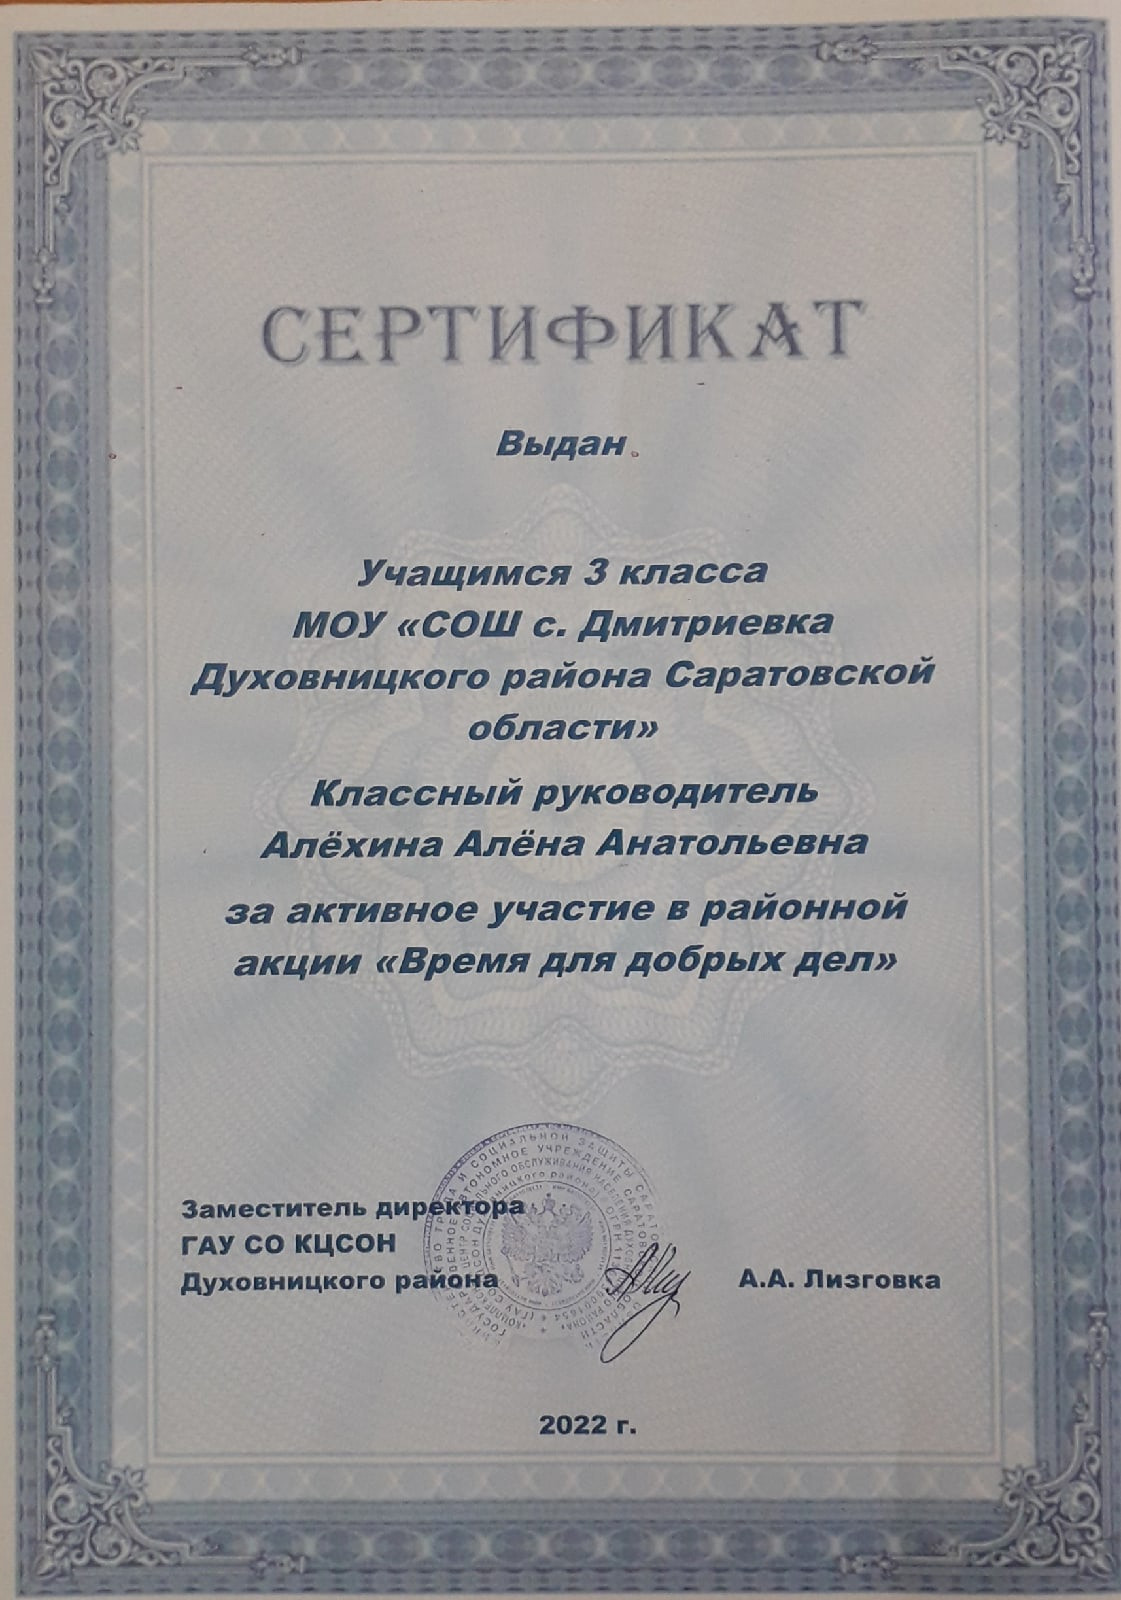 СЕРТИФИКАТ
Выдан
Учащимся 3 класса
МОУ «СОШ с. Дмитриевка
Духовницкого района Саратовской
области»
Классный руководитель
Алёхина Алёна Анатольевна
за активное участие в районной
акции «Время для добрых дел»
Заместитель директора
ГАУ СО КЦСОН
Духовницкого района
А.А. Лизговка
2022 г.